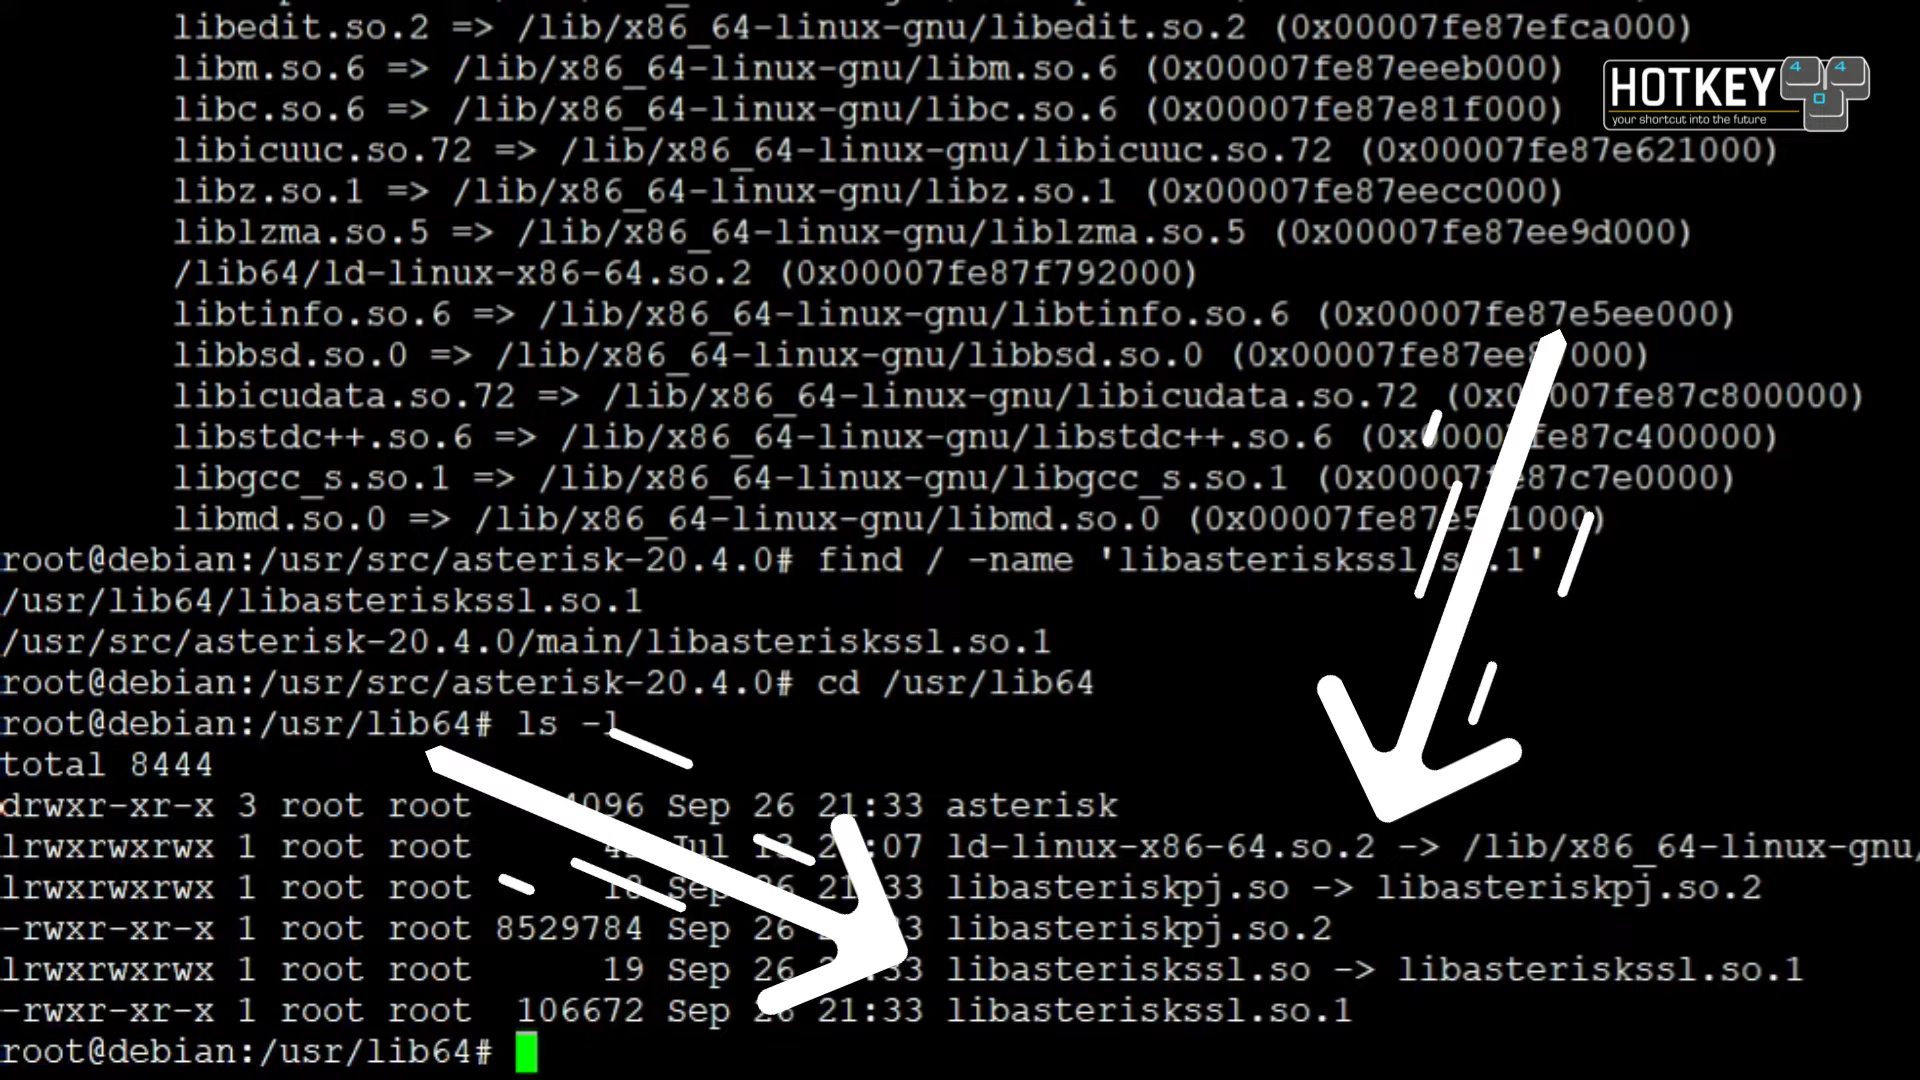 libedit.so.2 => /lib/x86_64-linux-gnu/libedit.so.2 (0x00007fe87efca000)
libm.so.6 => /lib/x86_64-linux-gnu/libm.so.6 (0x00007fe87eeeb000)
libc.so.6 => /lib/x86_64-linux-gnu/libc.so.6 (0x00007fe87e81f000)
libicuuc.so.72 => /lib/x86_64-linux-gnu/libicuuc.so.72 (0x00007fe87e621000)
libz.so.1 => /lib/x86_64-linux-gnu/libz.so.1 (0x00007fe87eecc000)
liblzma.so.5 => /lib/x86_64-linux-gnu/liblzma.so.5 (0x00007fe87ee9d000)
/lib64/ld-linux-x86-64.so.2 (0x00007fe87f792000)
libtinfo.so.6 => /lib/x86_64-linux-gnu/libtinfo.so.6 (0x00007fe87e5ee000)
libbsd.so.0 => /lib/x86_64-linux-gnu/libbsd.so.0
libicudata.so.72 => /lib/x86_64-linux-gnu/libicudata.so.72
libstdc++.so.6 => /lib/x86_64-linux-gnu/libstdc++.so.6
libgcc_s.so.1 => /lib/x86_64-linux-gnu/libgcc_s.so.1
libmd.so.0 => /lib/x86_64-linux-gnu/libmd.so.0
root@debian:/usr/src/asterisk-20.4.0# find / -name 'libasteriskssl.so.1'
/usr/lib64/libasteriskssl.so.1
/usr/src/asterisk-20.4.0/main/libasteriskssl.so.1
root@debian:/usr/src/asterisk-20.4.0# cd /usr/lib64
root@debian:/usr/lib64# ls -l
total 8444
drwxr-xr-x 3 root root 4096 Sep 26 21:33 asterisk
lrwxrwxrwx 1 root root Jul ld-linux-x86-64.so.2 -> /lib/x86_64-linux-gnu/
lrwxrwxrwx 1 root root 18 Sep 26 21:33 libasteriskpj.so -> libasteriskpj.so.2
-rwxr-xr-x 1 root root 8529784 Sep 26 libasteriskpj.so.2
lrwxrwxrwx 1 root root 19 Sep 26 libasteriskssl.so -> libasteriskssl.so.1
-rwxr-xr-x 1 root root 106672 Sep 26 21:33 libasteriskssl.so.1
root@debian:/usr/lib64#
HOTKEY
your shortcut into the future
4 4